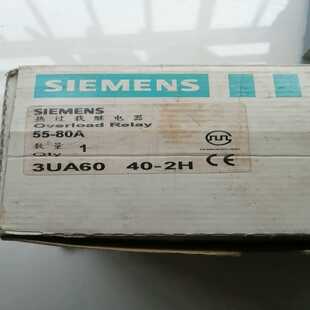 SIEMENS
SIEMENS
热过载继电器
Overload Relay
55-80A
数量 1
Qty
3UA60 40-2H CE